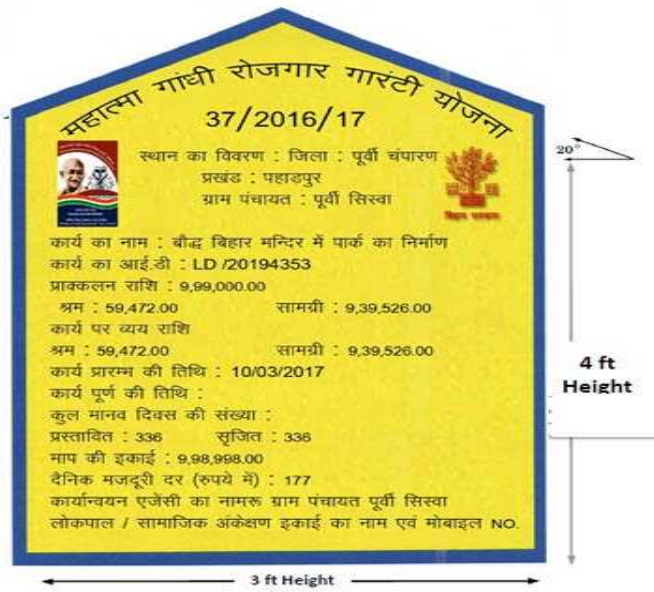 महात्मा गांधी रोजगार गारंटी योजना
37/2016/17
स्थान का विवरण : जिला : पूर्वी चंपारण
प्रखंड : पहाडपुर
ग्राम पंचायत : पूर्वी सिस्वा
बिहार सरकार
कार्य का नाम : बौद्ध बिहार मन्दिर में पार्क का निर्माण
कार्य का आई.डी : LD /20194353
प्राक्कलन राशि : 9,99,000.00
श्रम : 59,472.00 सामग्री : 9,39,526.00
कार्य पर व्यय राशि
श्रम : 59,472.00 सामग्री : 9,39,526.00
कार्य प्रारम्भ की तिथि : 10/03/2017
कार्य पूर्ण की तिथि :
कुल मानव दिवस की संख्या :
प्रस्तावित : 336 सृजित : 336
माप की इकाई : 9,98,998.00
दैनिक मजदूरी दर (रुपये में) : 177
कार्यान्वयन एजेंसी का नामरू ग्राम पंचायत पूर्वी सिस्वा
लोकपाल / सामाजिक अंकेक्षण इकाई का नाम एवं मोबाइल NO.
20°
4 ft
Height
3 ft Height